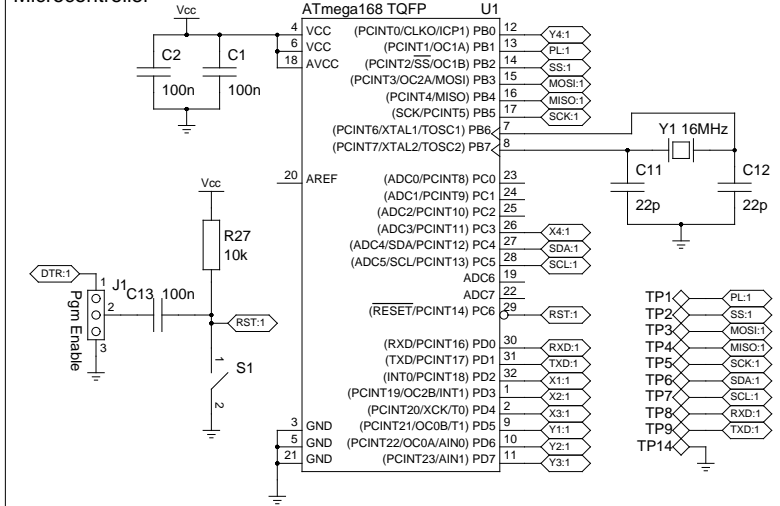 Microcontroller
Vcc
ATmega168 TQFP U1
4 VCC (PCINT0/CLKO/ICP1) PB0 12 Y4:1
6 VCC (PCINT1/OC1A) PB1 13 PL:1
18 AVCC (PCINT2/SS/OC1B) PB2 14 SS:1
(PCINT3/OC2A/MOSI) PB3 15 MOSI:1
(PCINT4/MISO) PB4 16 MISO:1
(SCK/PCINT5) PB5 17 SCK:1
(PCINT6/XTAL1/TOSC1) PB6 7
(PCINT7/XTAL2/TOSC2) PB7 8
C2
100n
C1
100n
Y1 16MHz
C11
22p
C12
22p
20 AREF (ADC0/PCINT8) PC0 23
(ADC1/PCINT9) PC1 24
(ADC2/PCINT10) PC2 25
(ADC3/PCINT11) PC3 26 X4:1
(ADC4/SDA/PCINT12) PC4 27 SDA:1
(ADC5/SCL/PCINT13) PC5 28 SCL:1
ADC6 19
ADC7 22
(RESET/PCINT14) PC6 29 RST:1
Vcc
R27
10k
DTR:1
J1
1
2
3
Pgm Enable
C13 100n
RST:1
1
S1
2
(RXD/PCINT16) PD0 30 RXD:1
(TXD/PCINT17) PD1 31 TXD:1
(INT0/PCINT18) PD2 32 X1:1
(PCINT19/OC2B/INT1) PD3 1 X2:1
(PCINT20/XCK/T0) PD4 2 X3:1
3 GND (PCINT21/OC0B/T1) PD5 9 Y1:1
5 GND (PCINT22/OC0A/AIN0) PD6 10 Y2:1
21 GND (PCINT23/AIN1) PD7 11 Y3:1
TP1 PL:1
TP2 SS:1
TP3 MOSI:1
TP4 MISO:1
TP5 SCK:1
TP6 SDA:1
TP7 SCL:1
TP8 RXD:1
TP9 TXD:1
TP14